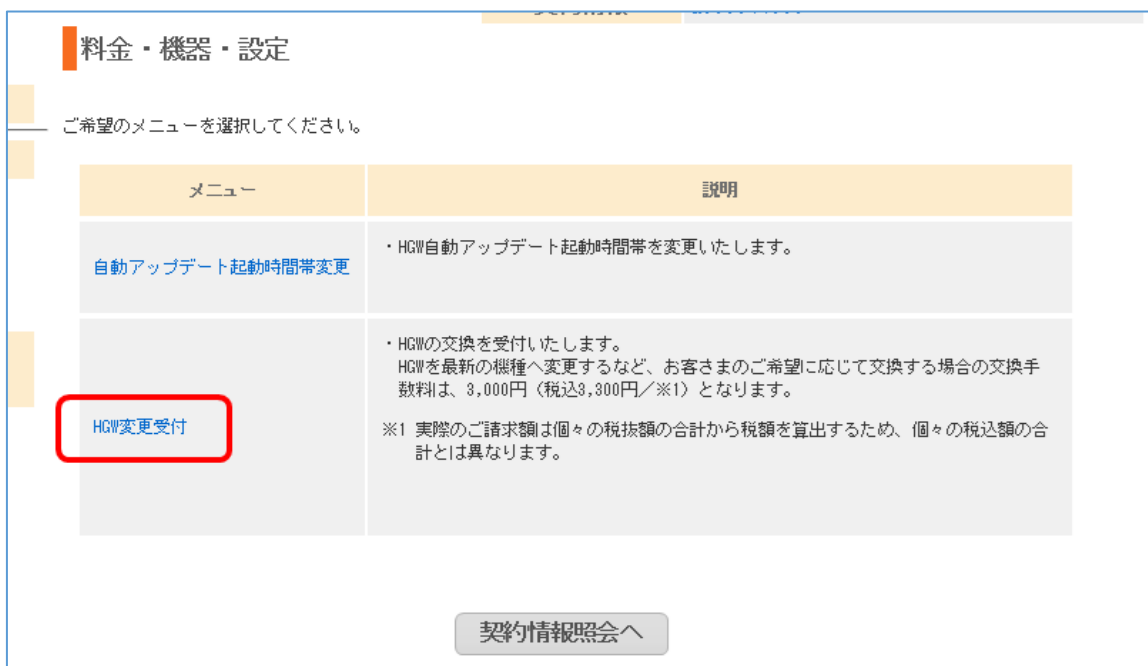 料金・機器・設定
ご希望のメニューを選択してください。
メニュー
説明
自動アップデート起動時間帯変更
・HGW自動アップデート起動時間帯を変更いたします。
HGW変更受付
・HGWの交換を受付いたします。
HGWを最新の機種へ変更するなど、お客さまのご希望に応じて交換する場合の交換手
数料は、3,000円（税込3,300円／※1）となります。
※1 実際のご請求額は個々の税抜額の合計から税額を算出するため、個々の税込額の合
計とは異なります。
契約情報照会へ